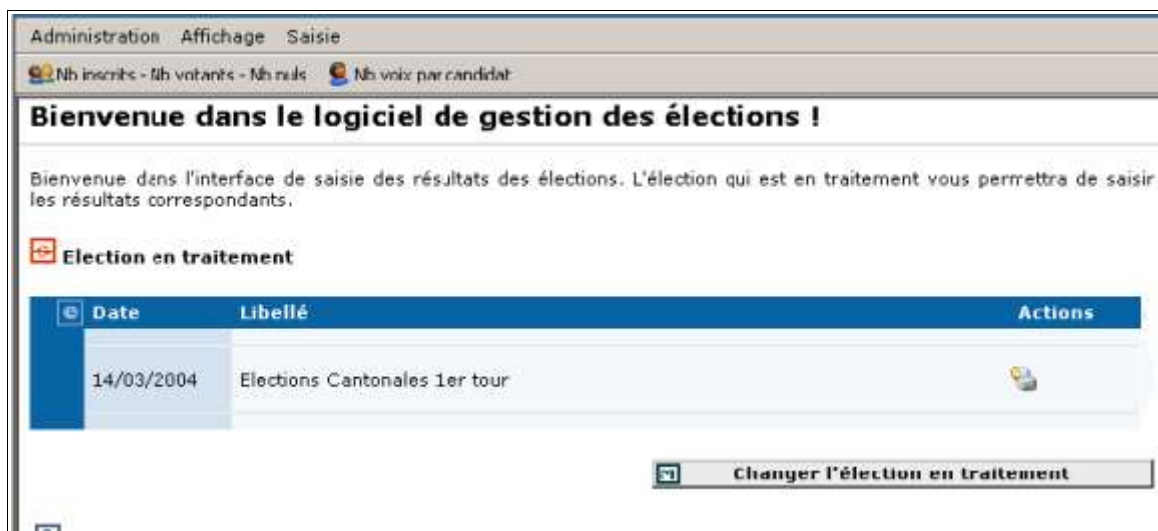 Administration Affichage Saisie
Nb inscrits - Nb votants - Nb nuls Nb voix par candidat
Bienvenue dans le logiciel de gestion des élections !
Bienvenue dans l'interface de saisie des résultats des élections. L'élection qui est en traitement vous permettra de saisir
les résultats correspondants.
Election en traitement
Date Libellé Actions
14/03/2004 Elections Cantonales 1er tour
Changer l'élection en traitement